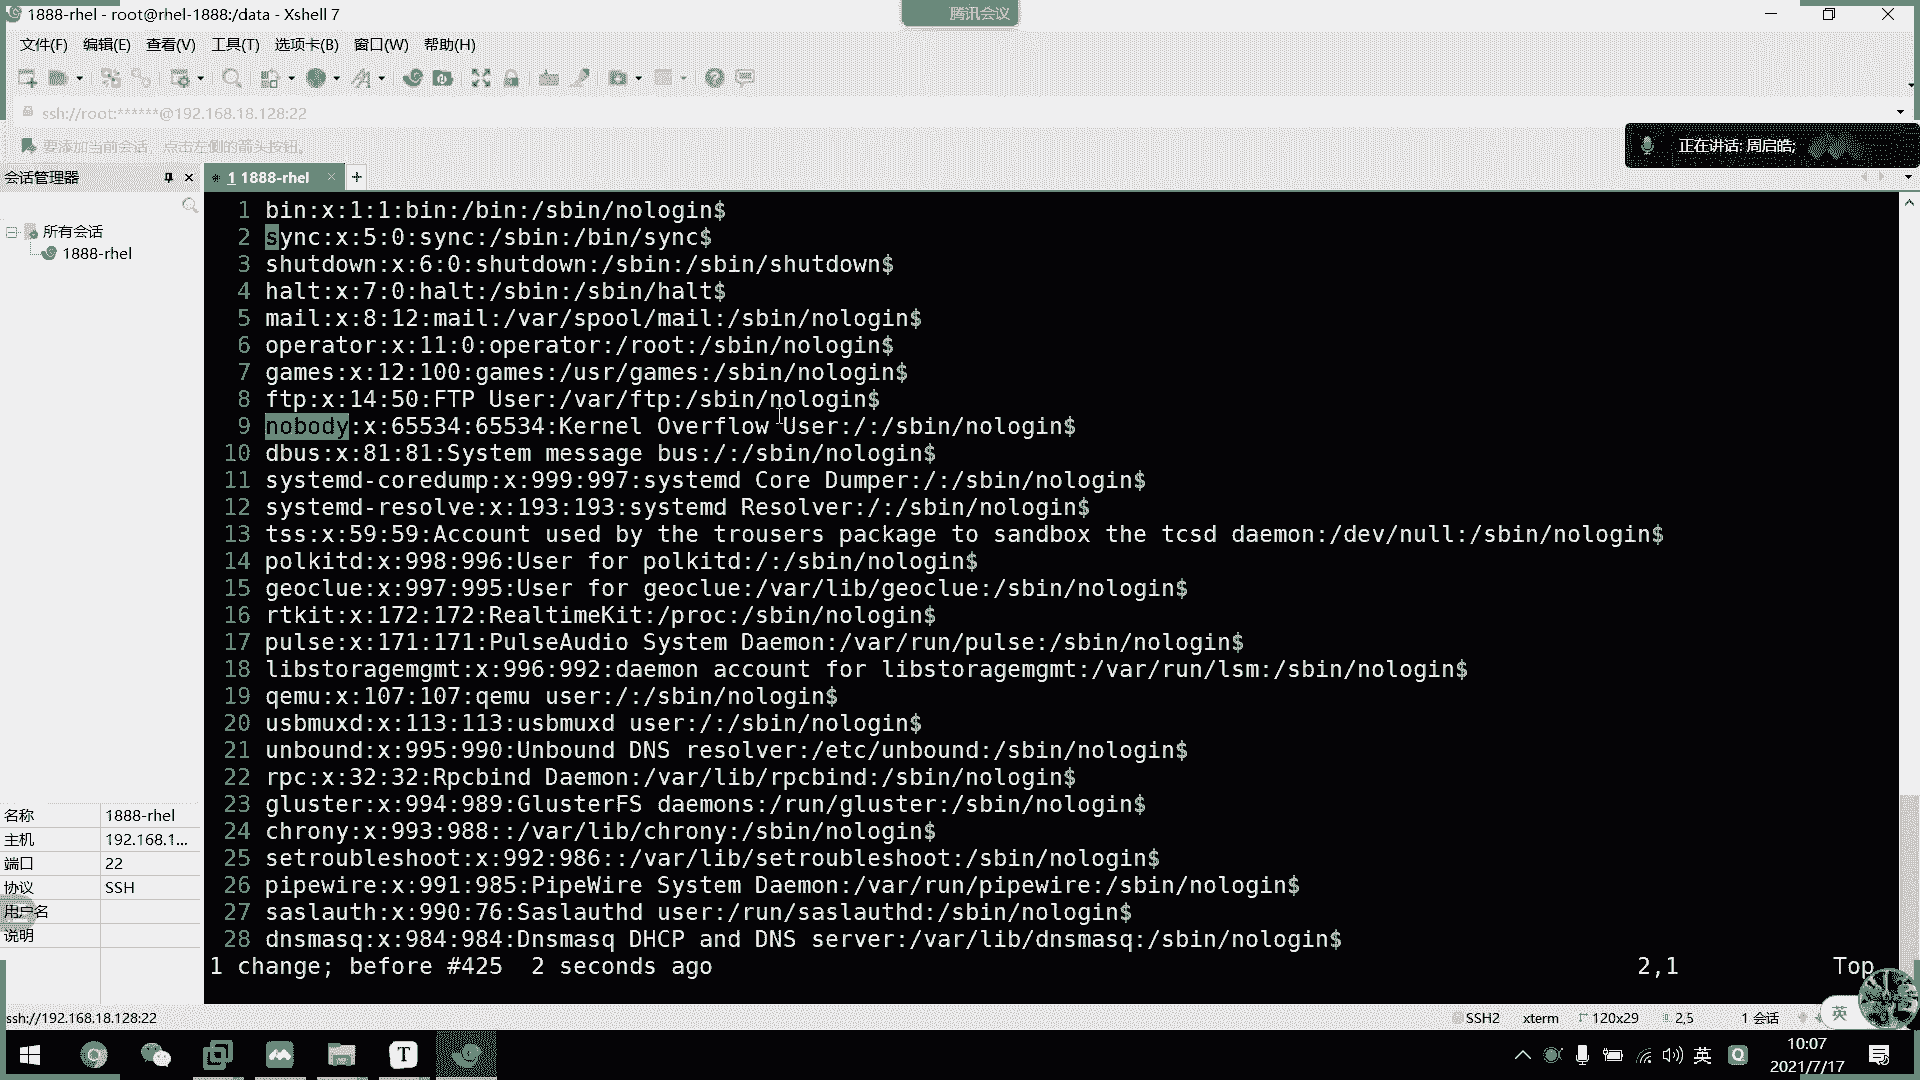 1888-rhel - root@rhel-1888:/data - Xshell 7
腾讯会议
文件(F) 编辑(E) 查看(V) 工具(T) 选项卡(B) 窗口(W) 帮助(H)
ssh://root:******@192.168.18.128:22
要添加当前会话，点击左侧的箭头按钮。
正在讲话: 周启皓;
会话管理器
1 1888-rhel
所有会话
1888-rhel
1 bin:x:1:1:bin:/bin:/sbin/nologin$
2 sync:x:5:0:sync:/sbin:/bin/sync$
3 shutdown:x:6:0:shutdown:/sbin:/sbin/shutdown$
4 halt:x:7:0:halt:/sbin:/sbin/halt$
5 mail:x:8:12:mail:/var/spool/mail:/sbin/nologin$
6 operator:x:11:0:operator:/root:/sbin/nologin$
7 games:x:12:100:games:/usr/games:/sbin/nologin$
8 ftp:x:14:50:FTP User:/var/ftp:/sbin/nologin$
9 nobody:x:65534:65534:Kernel Overflow User:/:/sbin/nologin$
10 dbus:x:81:81:System message bus:/:/sbin/nologin$
11 systemd-coredump:x:999:997:systemd Core Dumper:/:/sbin/nologin$
12 systemd-resolve:x:193:193:systemd Resolver:/:/sbin/nologin$
13 tss:x:59:59:Account used by the trousers package to sandbox the tcsd daemon:/dev/null:/sbin/nologin$
14 polkitd:x:998:996:User for polkitd:/:/sbin/nologin$
15 geoclue:x:997:995:User for geoclue:/var/lib/geoclue:/sbin/nologin$
16 rtkit:x:172:172:RealtimeKit:/proc:/sbin/nologin$
17 pulse:x:171:171:PulseAudio System Daemon:/var/run/pulse:/sbin/nologin$
18 libstoragemgmt:x:996:992:daemon account for libstoragemgmt:/var/run/lsm:/sbin/nologin$
19 qemu:x:107:107:qemu user:/:/sbin/nologin$
20 usbmuxd:x:113:113:usbmuxd user:/:/sbin/nologin$
21 unbound:x:995:990:Unbound DNS resolver:/etc/unbound:/sbin/nologin$
22 rpc:x:32:32:Rpcbind Daemon:/var/lib/rpcbind:/sbin/nologin$
23 gluster:x:994:989:GlusterFS daemons:/run/gluster:/sbin/nologin$
24 chrony:x:993:988::/var/lib/chrony:/sbin/nologin$
25 setroubleshoot:x:992:986::/var/lib/setroubleshoot:/sbin/nologin$
26 pipewire:x:991:985:PipeWire System Daemon:/var/run/pipewire:/sbin/nologin$
27 saslauth:x:990:76:Saslauthd user:/run/saslauthd:/sbin/nologin$
28 dnsmasq:x:984:984:Dnsmasq DHCP and DNS server:/var/lib/dnsmasq:/sbin/nologin$
1 change; before #425 2 seconds ago 2,1 Top
名称 1888-rhel
主机 192.168.1...
端口 22
协议 SSH
用户名
说明
ssh://192.168.18.128:22
SSH2 xterm 120x29 2,5 1 会话
英
英
10:07
2021/7/17